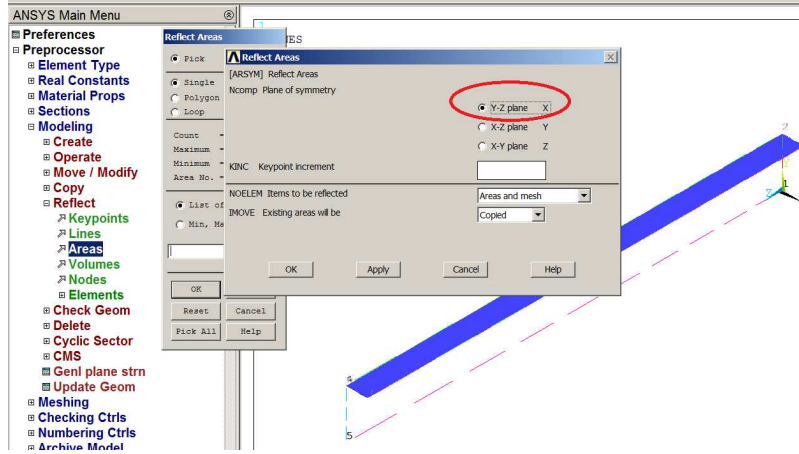 ANSYS Main Menu
Preferences
Preprocessor
Element Type
Real Constants
Material Props
Sections
Modeling
Create
Operate
Move / Modify
Copy
Reflect
Keypoints
Lines
Areas
Volumes
Nodes
Elements
Check Geom
Delete
Cyclic Sector
CMS
Genl plane strn
Update Geom
Meshing
Checking Ctrls
Numbering Ctrls
Archive Model
Reflect Areas
Pick
Single
Polygon
Loop
Count -
Maximum -
Minimum -
Area No. -
List of
Min, Ma
OK
Reset Cancel
Pick All Help
1
Reflect Areas
[ARSYM] Reflect Areas
Ncomp Plane of symmetry
Y-Z plane X
X-Z plane Y
X-Y plane Z
KINC Keypoint increment
NOELEM Items to be reflected Areas and mesh
IMOVE Existing areas will be Copied
OK Apply Cancel Help
2
Y
Z
1
4
5